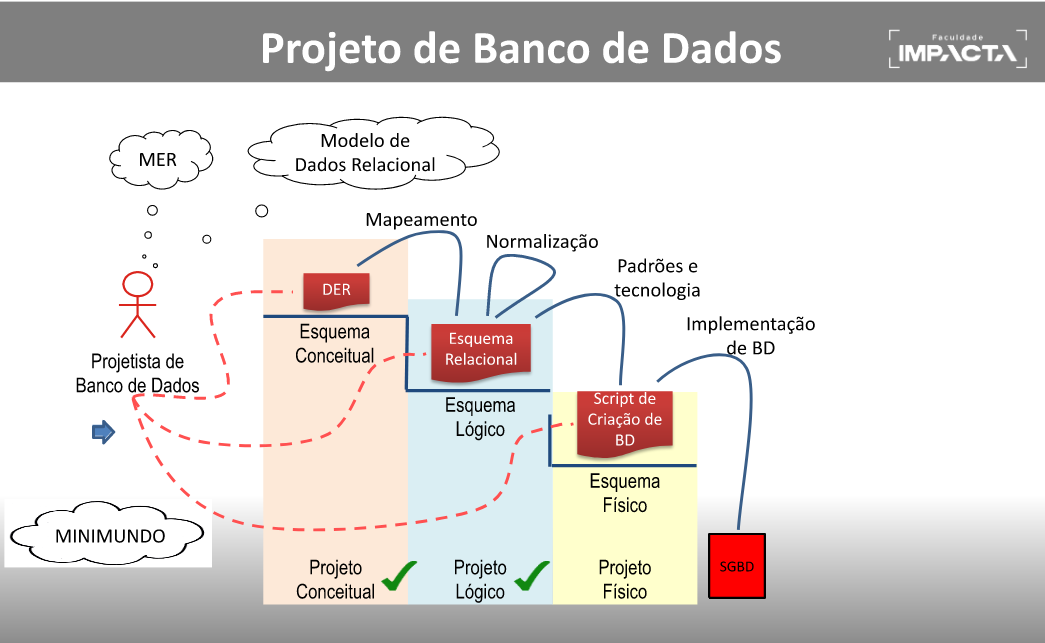 Projeto de Banco de Dados
Faculdade
IMPACTA
MER
Modelo de
Dados Relacional
Mapeamento
Normalização
Padrões e
tecnologia
Implementação
de BD
DER
Esquema
Conceitual
Esquema
Relacional
Esquema
Lógico
Script de
Criação de
BD
Esquema
Físico
Projetista de
Banco de Dados
MINIMUNDO
Projeto
Conceitual
Projeto
Lógico
Projeto
Físico
SGBD